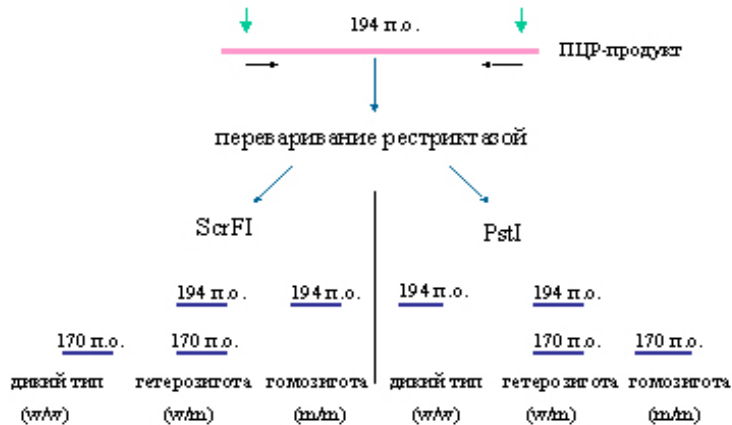 194 п.о.
ПЦР-продукт
переваривание рестриктазой
ScrFI
PstI
194 п.о. 194 п.о. 194 п.о. 194 п.о.
170 п.о. 170 п.о. 170 п.о. 170 п.о.
дикий тип гетерозигота гомозигота дикий тип гетерозигота гомозигота
(w/w) (w/m) (m/m) (w/w) (w/m) (m/m)